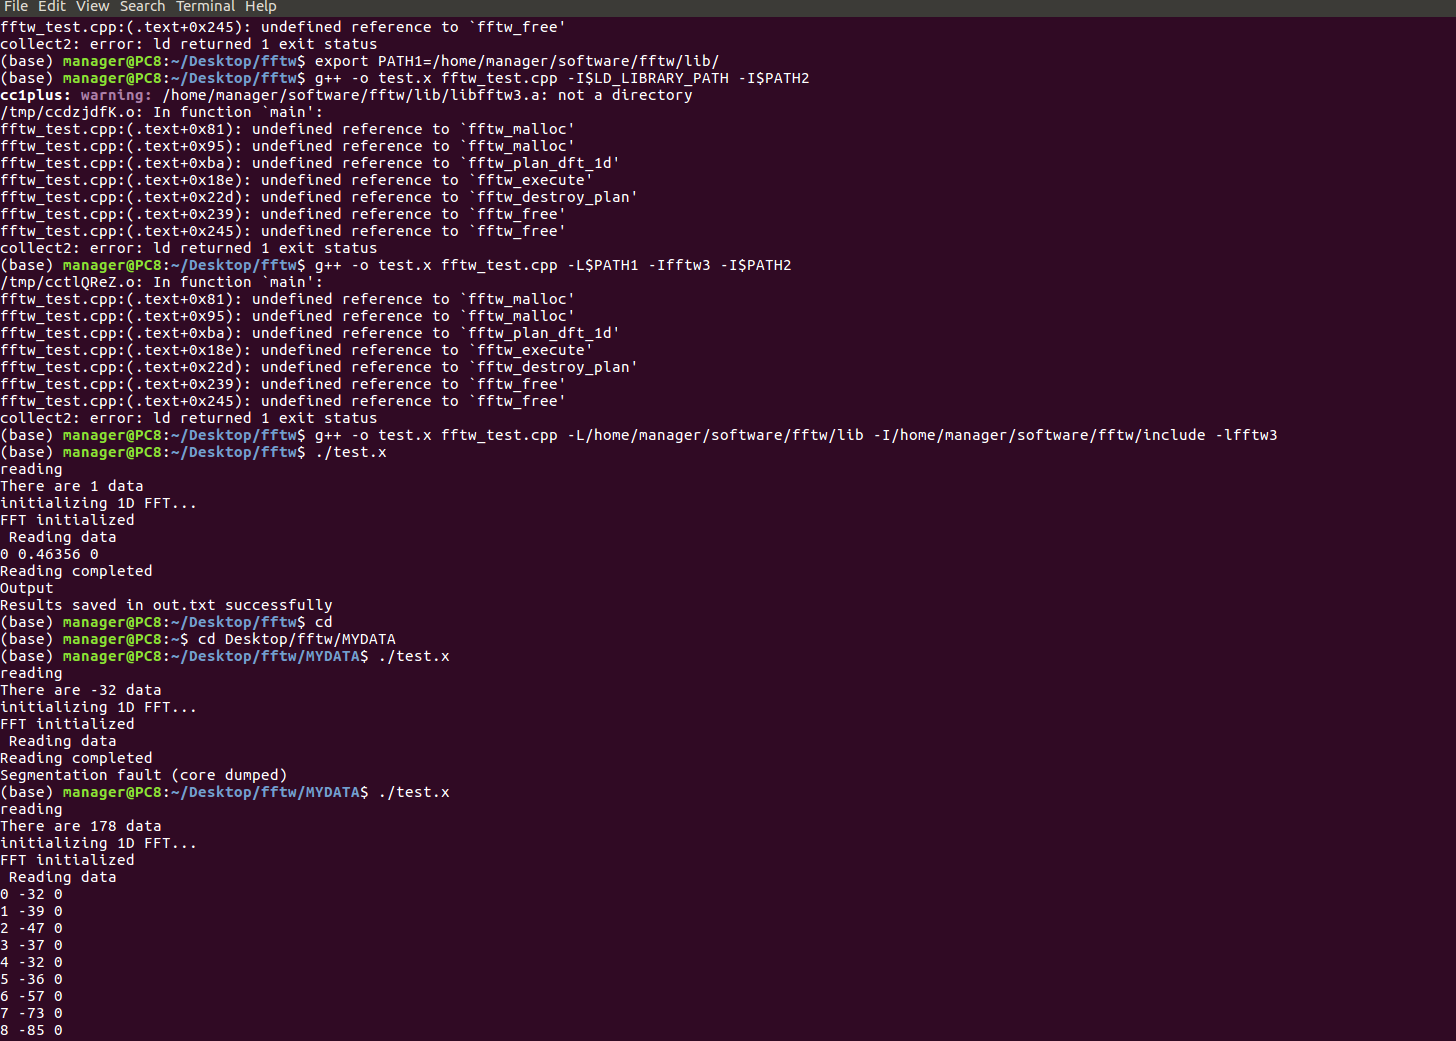 File Edit View Search Terminal Help
fftw_test.cpp:(.text+0x245): undefined reference to `fftw_free'
collect2: error: ld returned 1 exit status
(base) manager@PC8:~/Desktop/fftw$ export PATH1=/home/manager/software/fftw/lib/
(base) manager@PC8:~/Desktop/fftw$ g++ -o test.x fftw_test.cpp -I$LD_LIBRARY_PATH -I$PATH2
cc1plus: warning: /home/manager/software/fftw/lib/libfftw3.a: not a directory
/tmp/ccdzjdfK.o: In function `main':
fftw_test.cpp:(.text+0x81): undefined reference to `fftw_malloc'
fftw_test.cpp:(.text+0x95): undefined reference to `fftw_malloc'
fftw_test.cpp:(.text+0xba): undefined reference to `fftw_plan_dft_1d'
fftw_test.cpp:(.text+0x18e): undefined reference to `fftw_execute'
fftw_test.cpp:(.text+0x22d): undefined reference to `fftw_destroy_plan'
fftw_test.cpp:(.text+0x239): undefined reference to `fftw_free'
fftw_test.cpp:(.text+0x245): undefined reference to `fftw_free'
collect2: error: ld returned 1 exit status
(base) manager@PC8:~/Desktop/fftw$ g++ -o test.x fftw_test.cpp -L$PATH1 -Ifftw3 -I$PATH2
/tmp/cctlQReZ.o: In function `main':
fftw_test.cpp:(.text+0x81): undefined reference to `fftw_malloc'
fftw_test.cpp:(.text+0x95): undefined reference to `fftw_malloc'
fftw_test.cpp:(.text+0xba): undefined reference to `fftw_plan_dft_1d'
fftw_test.cpp:(.text+0x18e): undefined reference to `fftw_execute'
fftw_test.cpp:(.text+0x22d): undefined reference to `fftw_destroy_plan'
fftw_test.cpp:(.text+0x239): undefined reference to `fftw_free'
fftw_test.cpp:(.text+0x245): undefined reference to `fftw_free'
collect2: error: ld returned 1 exit status
(base) manager@PC8:~/Desktop/fftw$ g++ -o test.x fftw_test.cpp -L/home/manager/software/fftw/lib -I/home/manager/software/fftw/include -lfftw3
(base) manager@PC8:~/Desktop/fftw$ ./test.x
reading
There are 1 data
initializing 1D FFT...
FFT initialized
 Reading data
0 0.46356 0
Reading completed
Output
Results saved in out.txt successfully
(base) manager@PC8:~/Desktop/fftw$ cd
(base) manager@PC8:~$ cd Desktop/fftw/MYDATA
(base) manager@PC8:~/Desktop/fftw/MYDATA$ ./test.x
reading
There are -32 data
initializing 1D FFT...
FFT initialized
 Reading data
Reading completed
Segmentation fault (core dumped)
(base) manager@PC8:~/Desktop/fftw/MYDATA$ ./test.x
reading
There are 178 data
initializing 1D FFT...
FFT initialized
 Reading data
0 -32 0
1 -39 0
2 -47 0
3 -37 0
4 -32 0
5 -36 0
6 -57 0
7 -73 0
8 -85 0